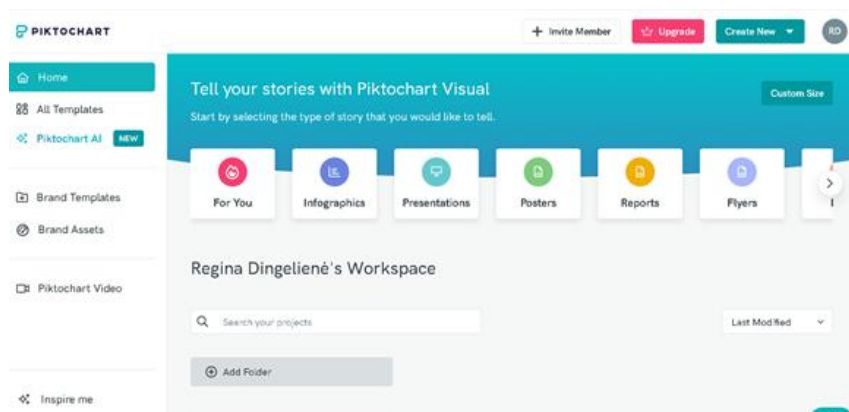 PIKTOCHART
+ Invite Member
Upgrade
Create New
RD
Home
All Templates
Piktochart AI NEW
Brand Templates
Brand Assets
Piktochart Video
Inspire me
Tell your stories with Piktochart Visual
Custom Size
Start by selecting the type of story that you would like to tell.
For You
Infographics
Presentations
Posters
Reports
Flyers
Regina Dingelienė's Workspace
Search your projects
Last Modified
Add Folder